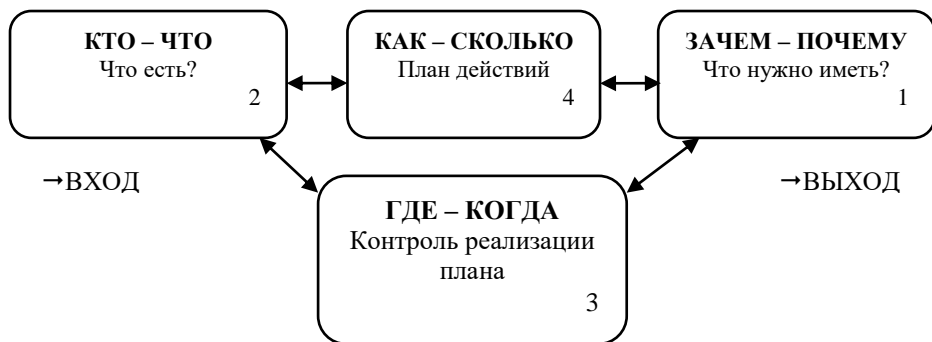 КТО – ЧТО
Что есть?
2
КАК – СКОЛЬКО
План действий
4
ЗАЧЕМ – ПОЧЕМУ
Что нужно иметь?
1
→ВХОД
→ВЫХОД
ГДЕ – КОГДА
Контроль реализации
плана
3